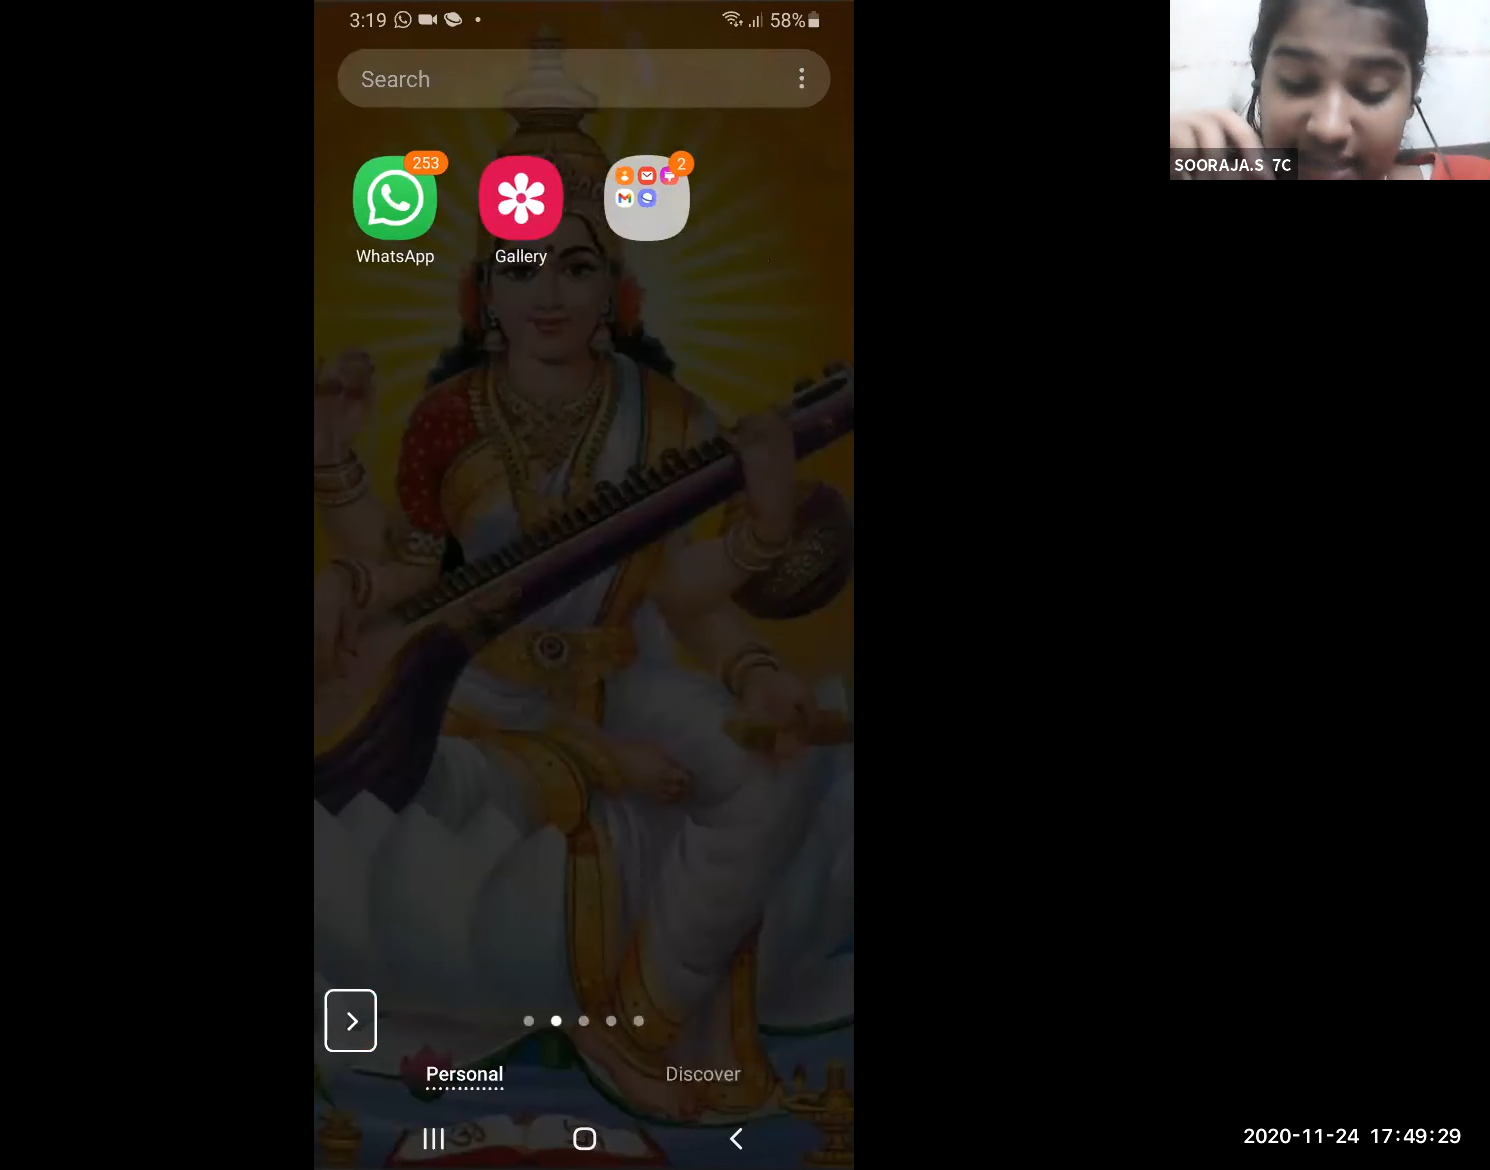 3:19
58%
Search
253
2
WhatsApp
Gallery
SOORAJA.S 7C
Personal
Discover
2020-11-24 17:49:29